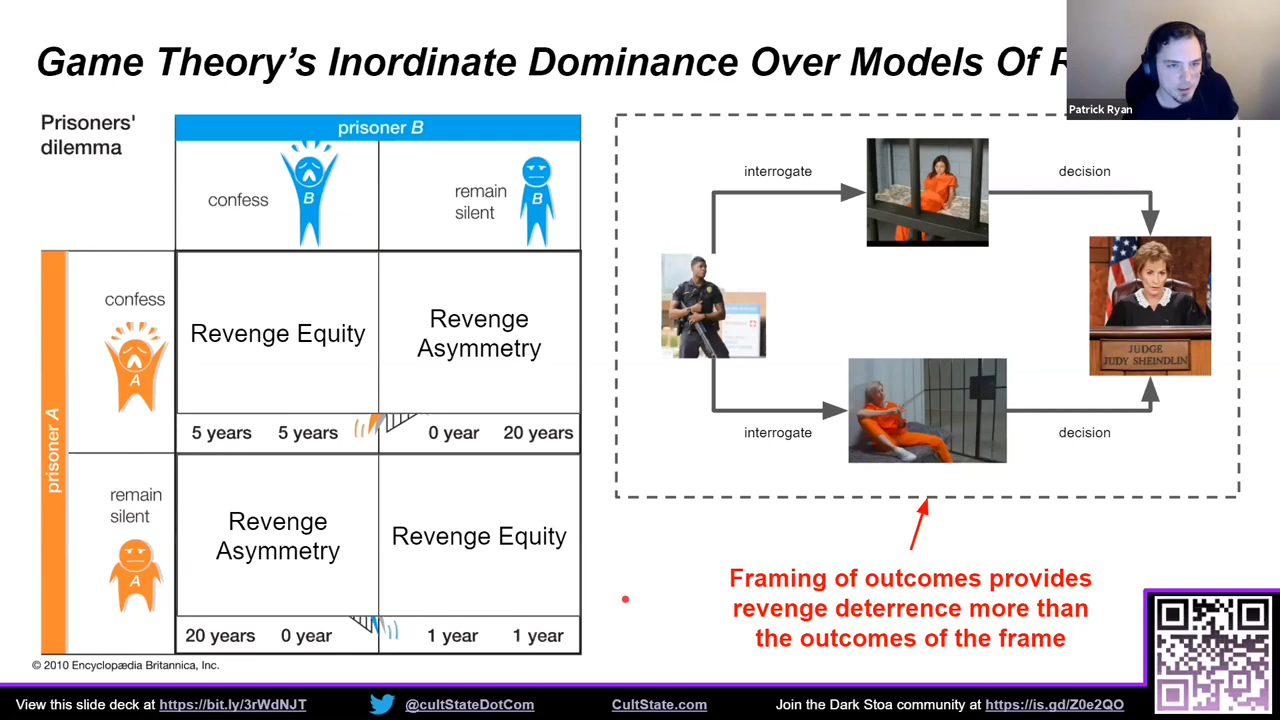 Game Theory's Inordinate Dominance Over Models Of
Patrick Ryan
Prisoners'
dilemma
prisoner B
confess
B
remain
silent
B
prisoner A
confess
A
Revenge Equity
Revenge
Asymmetry
5 years 5 years
0 year 20 years
remain
silent
A
Revenge
Asymmetry
Revenge Equity
20 years 0 year
1 year 1 year
© 2010 Encyclopædia Britannica, Inc.
interrogate
decision
JUDGE
JUDY SHEINDLIN
interrogate
decision
Framing of outcomes provides
revenge deterrence more than
the outcomes of the frame
View this slide deck at https://bit.ly/3rWdNJT
@cultStateDotCom
CultState.com
Join the Dark Stoa community at https://is.gd/Z0e2QO